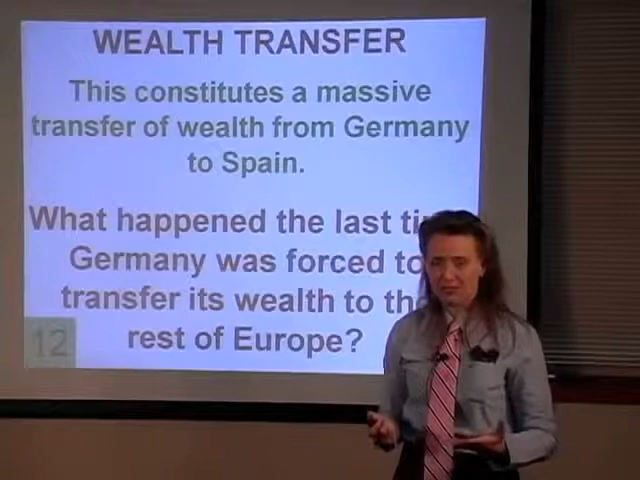 WEALTH TRANSFER
This constitutes a massive
transfer of wealth from Germany
to Spain.
What happened the last
Germany was forced to
transfer its wealth to
rest of Europe?
12